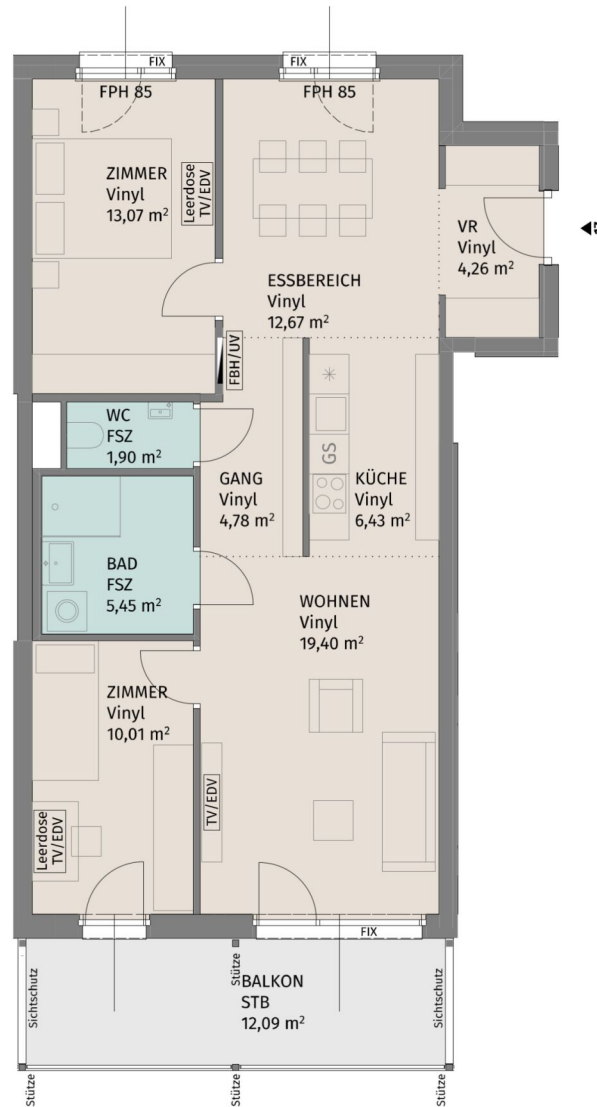 FIX
FIX
FPH 85
FPH 85
ZIMMER
Vinyl
13,07 m²
Leerdose
TV/EDV
VR
Vinyl
4,26 m²
ESSBEREICH
Vinyl
12,67 m²
FBH/UV
WC
FSZ
1,90 m²
GS
GANG
Vinyl
4,78 m²
KÜCHE
Vinyl
6,43 m²
BAD
FSZ
5,45 m²
WOHNEN
Vinyl
19,40 m²
ZIMMER
Vinyl
10,01 m²
Leerdose
TV/EDV
TV/EDV
FIX
Sichtschutz
Stütze
BALKON
STB
12,09 m²
Sichtschutz
Stütze
Stütze
Stütze